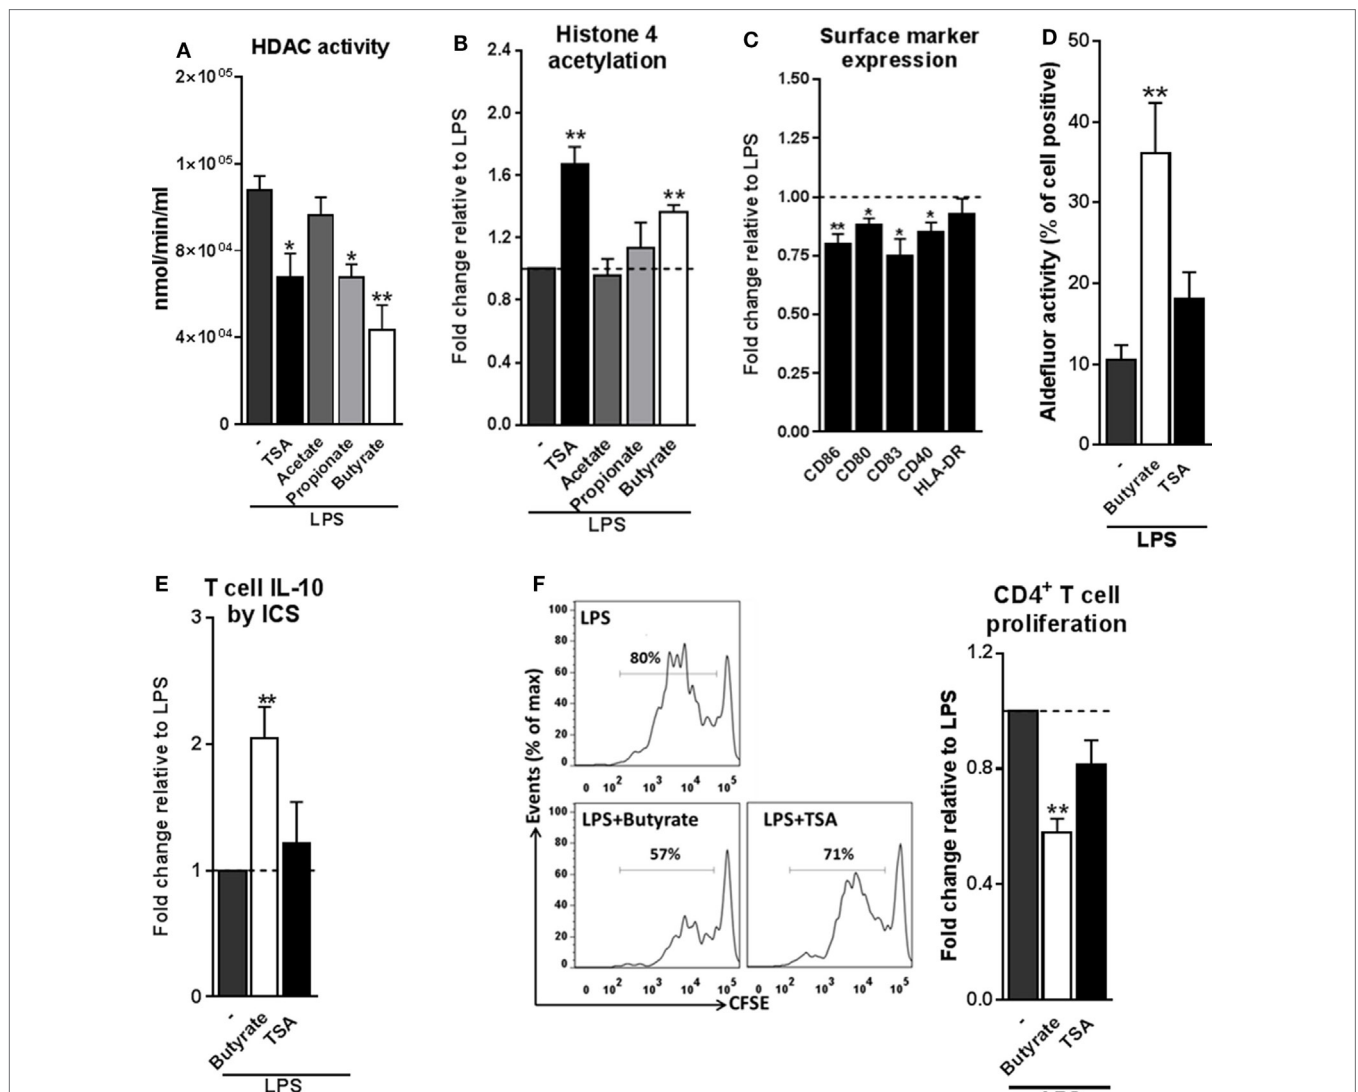 A
HDAC activity
nmol/min/ml
2×10⁰⁵
1×10⁰⁵
8×10⁰⁴
4×10⁰⁴
0
*
*
**
-
TSA
Acetate
Propionate
Butyrate
LPS
B
Histone 4
acetylation
Fold change relative to LPS
2.4
2.0
1.6
1.2
0.8
0.4
0.0
**
**
-
TSA
Acetate
Propionate
Butyrate
LPS
C
Surface marker
expression
Fold change relative to LPS
1.50
1.25
1.00
0.75
0.50
0.25
0.00
**
*
*
*
CD86
CD80
CD83
CD40
HLA-DR
D
Aldefluor activity (% of cell positive)
50
40
30
20
10
0
**
-
Butyrate
TSA
LPS
E
T cell IL-10
by ICS
Fold change relative to LPS
3
2
1
0
**
-
Butyrate
TSA
LPS
F
Events (% of max)
LPS
80%
100
80
60
40
20
0
0 10² 10³ 10⁴ 10⁵
LPS+Butyrate
57%
100
80
60
40
20
0
0 10² 10³ 10⁴ 10⁵
LPS+TSA
71%
0 10² 10³ 10⁴ 10⁵
CFSE
CD4⁺ T cell
proliferation
Fold change relative to LPS
1.2
0.8
0.4
0.0
**
-
Butyrate
TSA